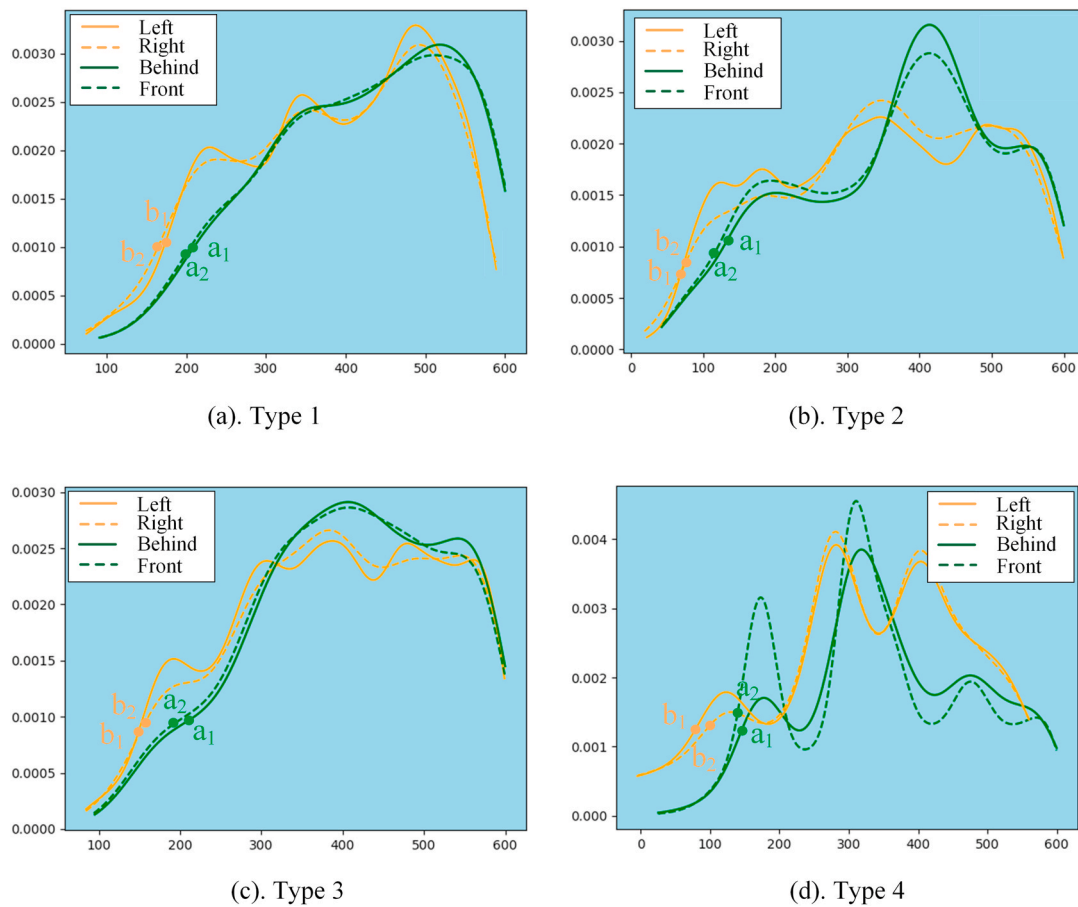 Left
Right
Behind
Front
0.0030
0.0025
0.0020
0.0015
0.0010
0.0005
0.0000
b₁
b₂
a₁
a₂
100 200 300 400 500 600
(a). Type 1
Left
Right
Behind
Front
0.0030
0.0025
0.0020
0.0015
0.0010
0.0005
0.0000
b₂
b₁
a₁
a₂
0 100 200 300 400 500 600
(b). Type 2
Left
Right
Behind
Front
0.0030
0.0025
0.0020
0.0015
0.0010
0.0005
0.0000
b₂
a₂
b₁
a₁
100 200 300 400 500 600
(c). Type 3
Left
Right
Behind
Front
0.004
0.003
0.002
0.001
0.000
a₂
b₁
a₁
b₂
0 100 200 300 400 500 600
(d). Type 4